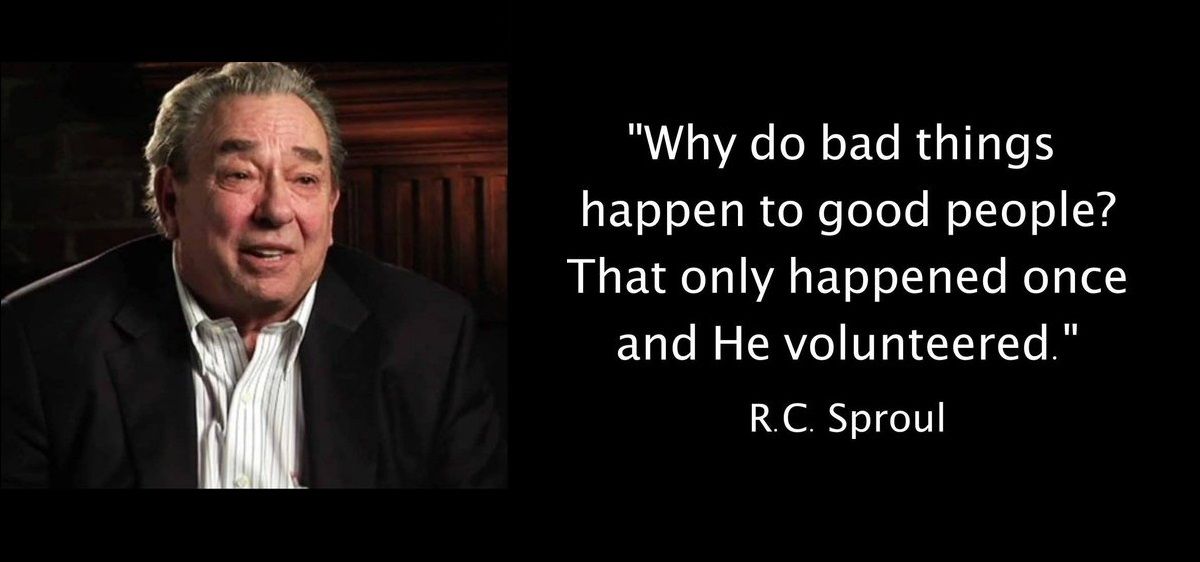 "Why do bad things
happen to good people?
That only happened once
and He volunteered."
R.C. Sproul